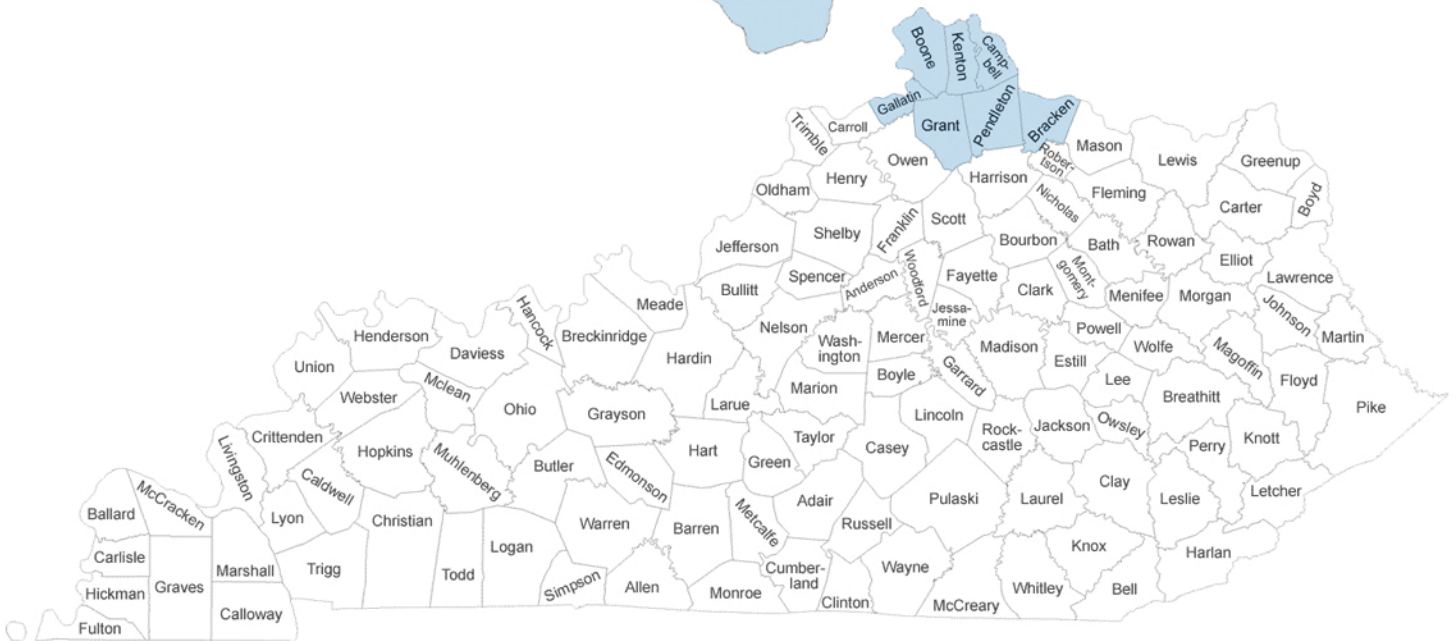 Boone
Kenton
Camp-
bell
Gallatin
Grant
Pendleton
Bracken
Trimble
Carroll
Owen
Rober-
tson
Mason
Lewis
Greenup
Oldham
Henry
Harrison
Nicholas
Fleming
Carter
Boyd
Jefferson
Shelby
Franklin
Scott
Bourbon
Bath
Rowan
Elliot
Lawrence
Bullitt
Spencer
Anderson
Woodford
Fayette
Clark
Mont-
gomery
Menifee
Morgan
Johnson
Martin
Hancock
Breckinridge
Meade
Nelson
Wash-
ington
Mercer
Jessa-
mine
Madison
Powell
Estill
Wolfe
Magoffin
Floyd
Pike
Henderson
Union
Daviess
Hardin
Boyle
Garrard
Lee
Breathitt
Webster
Mclean
Ohio
Grayson
Larue
Marion
Lincoln
Rock-
castle
Jackson
Owsley
Perry
Knott
Crittenden
Livingston
Hopkins
Muhlenberg
Butler
Edmonson
Hart
Green
Taylor
Casey
Clay
Leslie
Letcher
Ballard
McCracken
Lyon
Caldwell
Christian
Warren
Barren
Metcalfe
Adair
Russell
Pulaski
Laurel
Knox
Harlan
Carlisle
Graves
Marshall
Trigg
Todd
Logan
Simpson
Allen
Monroe
Cumber-
land
Clinton
Wayne
McCreary
Whitley
Bell
Hickman
Calloway
Fulton